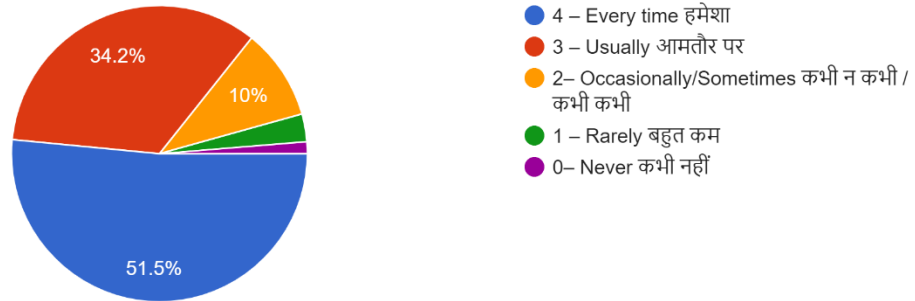 34.2%
10%
51.5%
4 – Every time हमेशा
3 – Usually आमतौर पर
2– Occasionally/Sometimes कभी न कभी /
कभी कभी
1 – Rarely बहुत कम
0– Never कभी नहीं